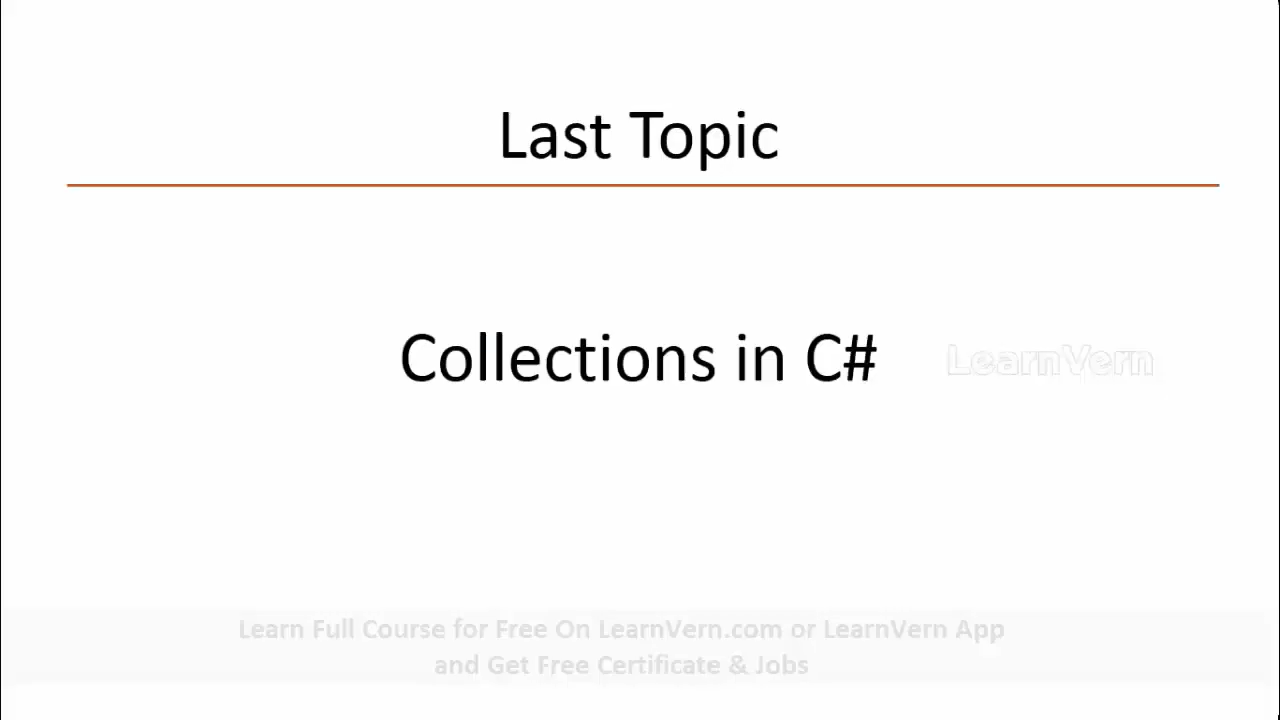 Last Topic
Collections in C#
LearnVern
Learn Full Course for Free On LearnVern.com or LearnVern App
and Get Free Certificate & Jobs